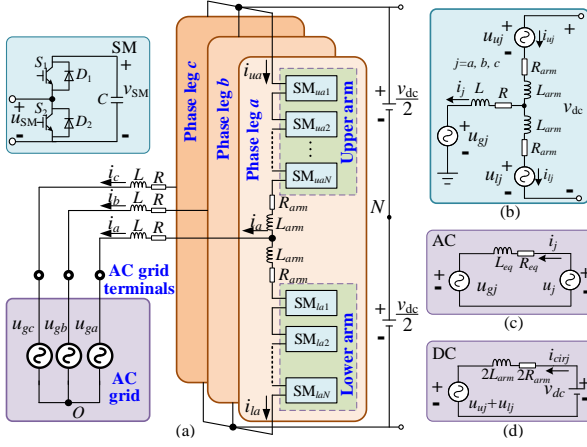 SM
S1
D1
S2
D2
C
vSM
uSM
ic L R
ib L R
ia L R
AC grid terminals
ugc ugb uga
AC grid
O
Phase leg c
Phase leg b
Phase leg a
iua
SMua1
SMua2
SMuaN
Upper arm
Rarm
Larm
ia
Larm
Rarm
SMla1
SMla2
SMlaN
Lower arm
ila
(a)
+
vdc/2
-
N
+
vdc/2
-
uuj
iuj
j=a, b, c
Rarm
Larm
ij L R
vdc
ugj
Larm
Rarm
ulj
ilj
(b)
AC
ij
Leq Req
ugj
uj
(c)
DC
icirj
2Larm 2Rarm
vdc
uuj+ulj
(d)